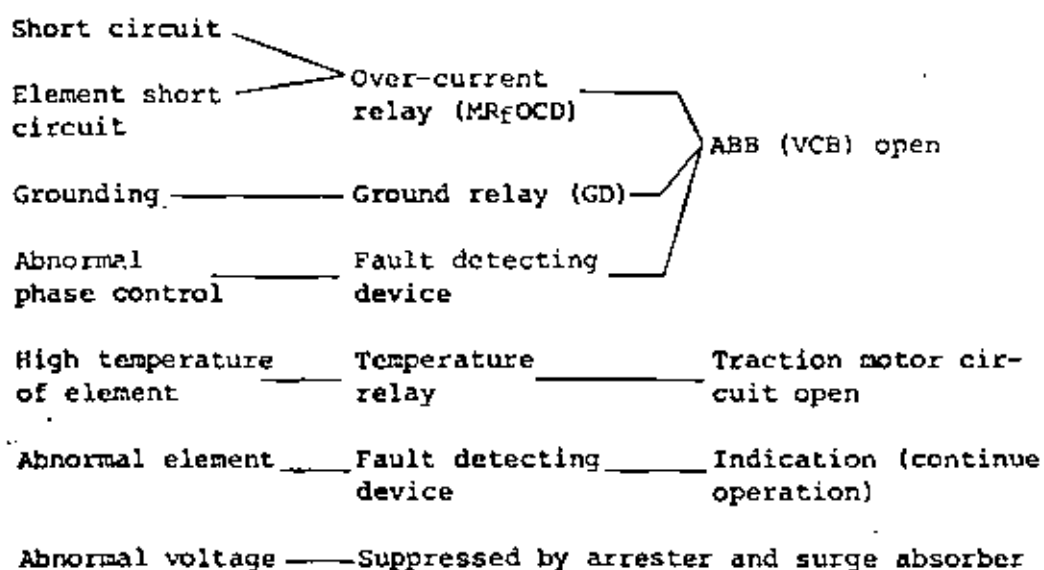 Short circuit
Element short
circuit
Over-current
relay (MRfOCD)
ABB (VCB) open
Grounding
Ground relay (GD)
Abnormal
phase control
Fault detecting
device
High temperature
of element
Temperature
relay
Traction motor cir-
cuit open
Abnormal element
Fault detecting
device
Indication (continue
operation)
Abnormal voltage
Suppressed by arrester and surge absorber